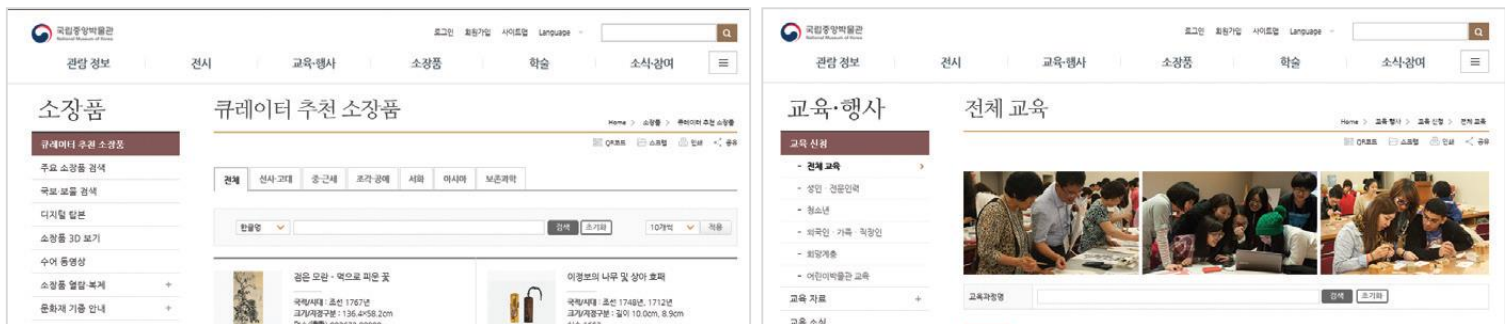 국립중앙박물관
National Museum of Korea
로그인 회원가입 사이트맵 Language
관람 정보 전시 교육·행사 소장품 학술 소식·참여
소장품
큐레이터 추천 소장품
Home > 소장품 > 큐레이터 추천 소장품
QR코드 스크랩 인쇄 공유
큐레이터 추천 소장품
주요 소장품 검색
국보·보물 검색
디지털 탑본
소장품 3D 보기
수어 동영상
소장품 열람·복제 +
문화재 기증 안내 +
전체 선사·고대 중·근세 조각·공예 서화 아시아 보존과학
한글명 검색 초기화 10개씩 적용
검은 모란 - 먹으로 피운 꽃
국적/시대 : 조선 1767년
크기/지정구분 : 136.4×58.2cm
이정보의 나무 및 상아 호패
국적/시대 : 조선 1748년, 1712년
크기/지정구분 : 길이 10.0cm, 8.9cm
국립중앙박물관
National Museum of Korea
로그인 회원가입 사이트맵 Language
관람 정보 전시 교육·행사 소장품 학술 소식·참여
교육·행사
전체 교육
Home > 교육·행사 > 교육 신청 > 전체 교육
QR코드 스크랩 인쇄 공유
교육 신청
- 전체 교육 >
- 성인 · 전문인력
- 청소년
- 외국인 · 가족 · 직장인
- 희망계층
- 어린이박물관 교육
교육 자료 +
교육 소식
교육과정명 검색 초기화